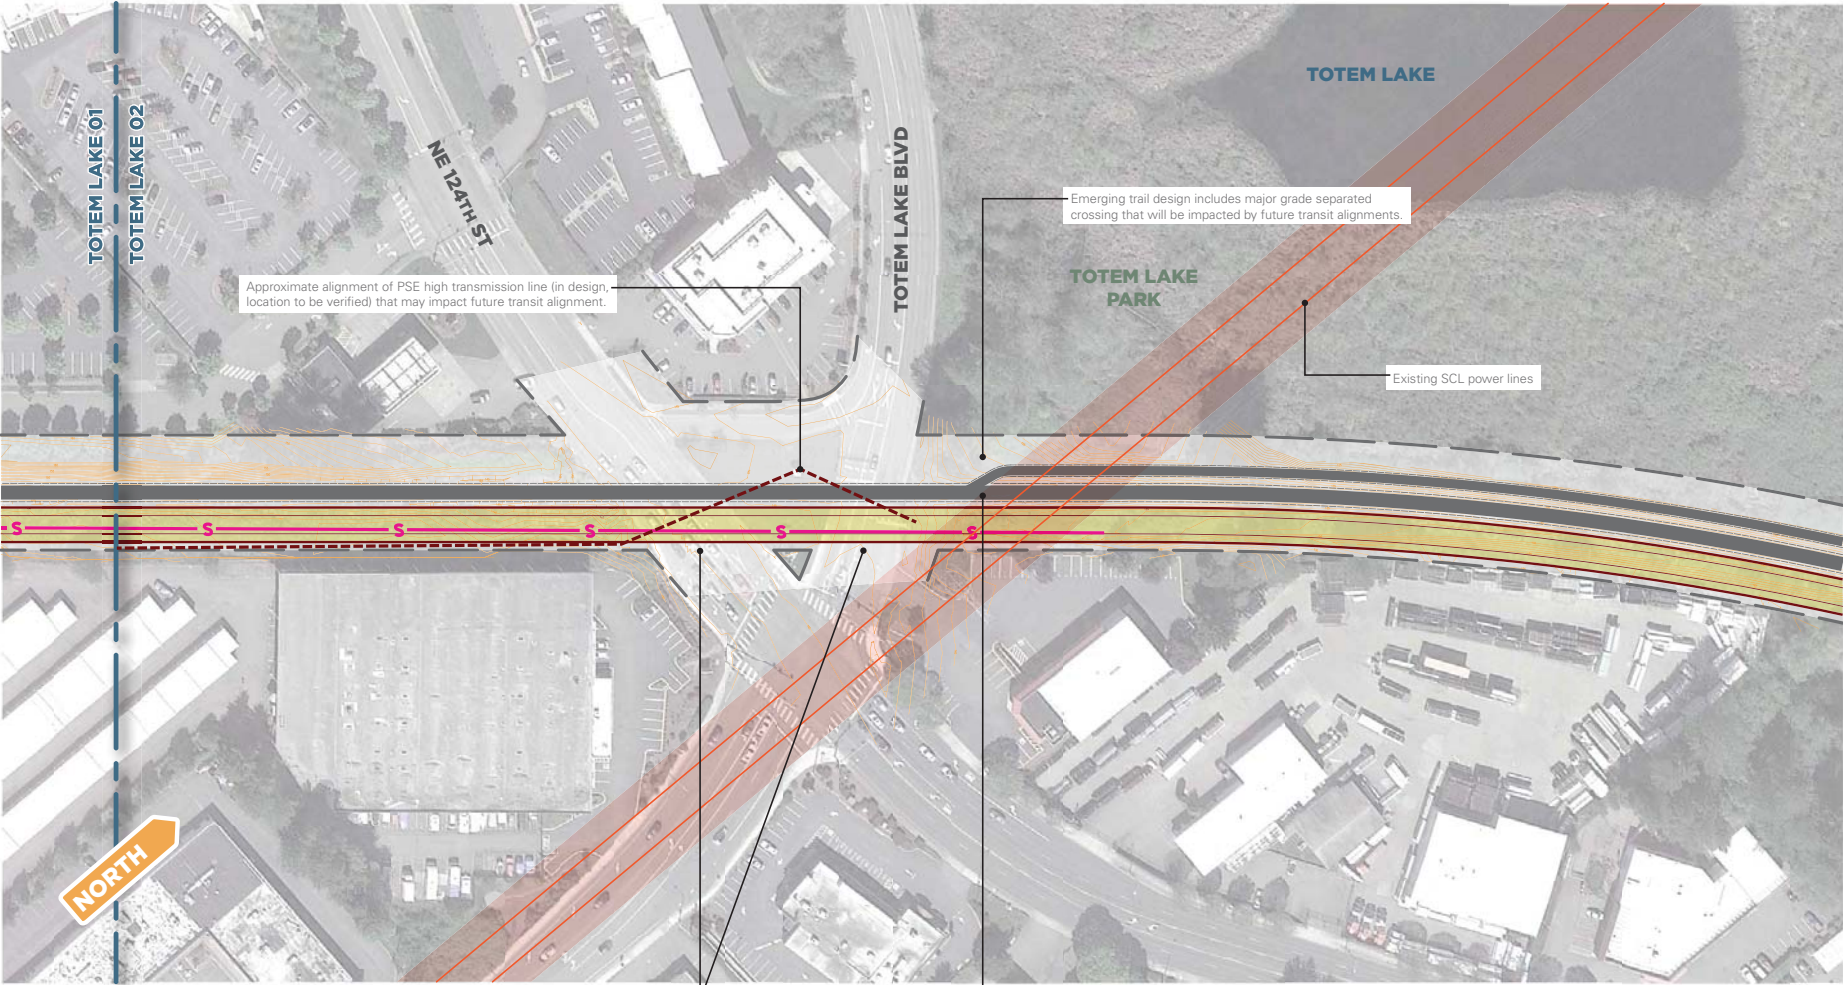 TOTEM LAKE 01
TOTEM LAKE 02
NE 124TH ST
TOTEM LAKE BLVD
TOTEM LAKE
Emerging trail design includes major grade separated
crossing that will be impacted by future transit alignments.
TOTEM LAKE
PARK
Approximate alignment of PSE high transmission line (in design,
location to be verified) that may impact future transit alignment.
Existing SCL power lines
S S S S S S
NORTH